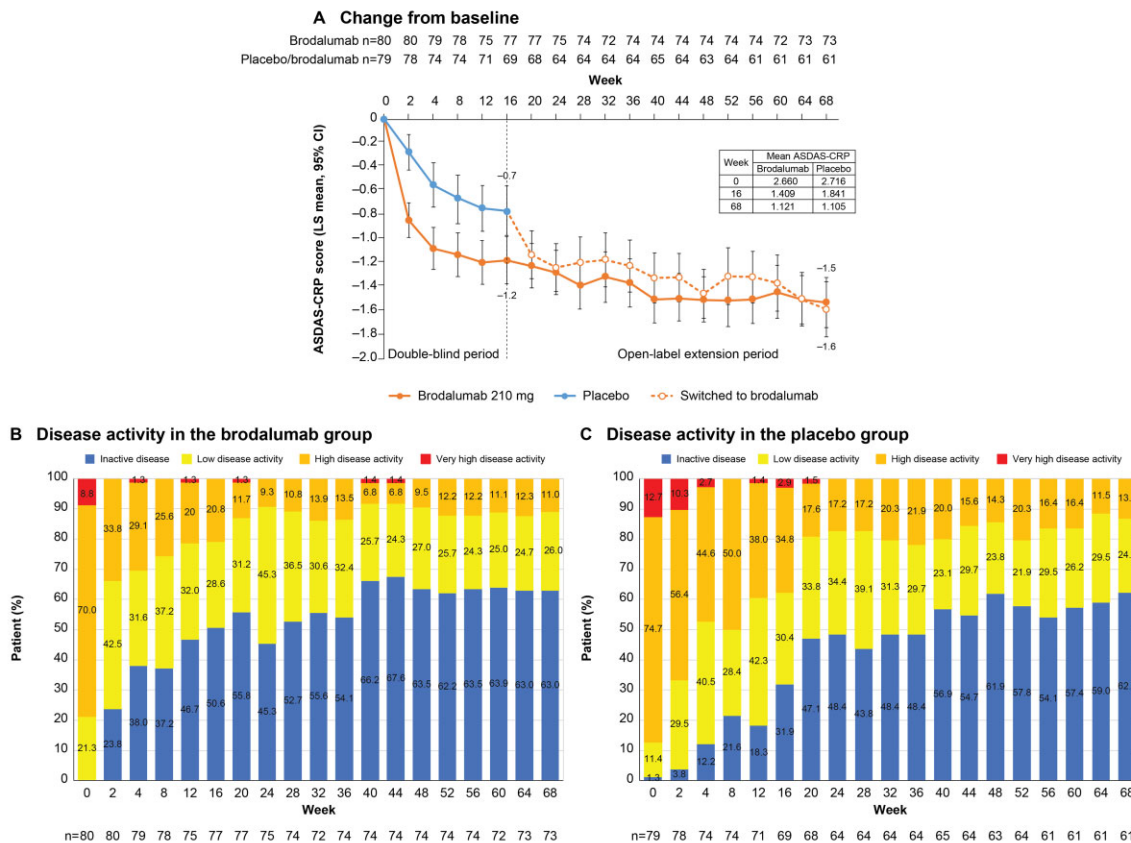 A Change from baseline
Brodalumab n=80 80 79 78 75 77 77 75 74 72 74 74 74 74 74 74 72 73 73
Placebo/brodalumab n=79 78 74 74 71 69 68 64 64 64 64 65 64 63 64 61 61 61 61
Week
0 2 4 8 12 16 20 24 28 32 36 40 44 48 52 56 60 64 68
ASDAS-CRP score (LS mean, 95% CI)
0
–0.2
–0.4
–0.6
–0.8
–1.0
–1.2
–1.4
–1.6
–1.8
–2.0
–0.7
–1.2
–1.5
–1.6
Week Mean ASDAS-CRP
Brodalumab Placebo
0 2.660 2.716
16 1.409 1.841
68 1.121 1.105
Double-blind period Open-label extension period
Brodalumab 210 mg Placebo Switched to brodalumab
B Disease activity in the brodalumab group
Inactive disease Low disease activity High disease activity Very high disease activity
Patient (%)
100
90
80
70
60
50
40
30
20
10
0
8.8 1.3 1.3 1.3 1.4 1.4
70.0 33.8 29.1 25.6 20 20.8 11.7 9.3 10.8 13.9 13.5 6.8 6.8 9.5 12.2 12.2 11.1 12.3 11.0
21.3 42.5 31.6 37.2 32.0 28.6 31.2 45.3 36.5 30.6 32.4 25.7 24.3 27.0 25.7 24.3 25.0 24.7 26.0
23.8 38.0 37.2 46.7 50.6 55.8 45.3 52.7 55.6 54.1 66.2 67.6 63.5 62.2 63.5 63.9 63.0 63.0
0 2 4 8 12 16 20 24 28 32 36 40 44 48 52 56 60 64 68
Week
n=80 80 79 78 75 77 77 75 74 72 74 74 74 74 74 74 72 73 73
C Disease activity in the placebo group
Inactive disease Low disease activity High disease activity Very high disease activity
Patient (%)
100
90
80
70
60
50
40
30
20
10
0
12.7 10.3 2.7 1.4 2.9 1.5
74.7 56.4 44.6 50.0 38.0 34.8 17.6 17.2 17.2 20.3 21.9 20.0 15.6 14.3 20.3 16.4 16.4 11.5 13.
11.4 29.5 40.5 28.4 42.3 30.4 33.8 34.4 39.1 31.3 29.7 23.1 29.7 23.8 21.9 29.5 26.2 29.5 24.
1.3 3.8 12.2 21.6 18.3 31.9 47.1 48.4 43.8 48.4 48.4 56.9 54.7 61.9 57.8 54.1 57.4 59.0 62.
0 2 4 8 12 16 20 24 28 32 36 40 44 48 52 56 60 64 68
Week
n=79 78 74 74 71 69 68 64 64 64 64 65 64 63 64 61 61 61 61